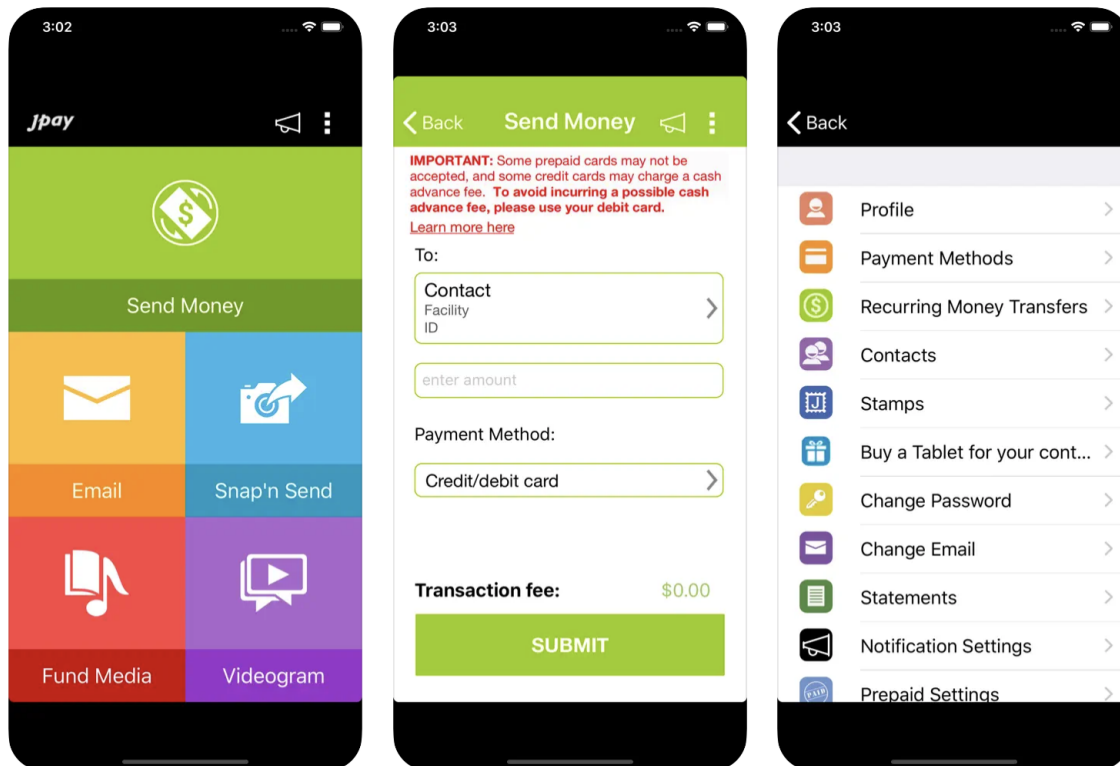 3:02
jpay
Send Money
Email
Snap'n Send
Fund Media
Videogram
3:03
Back
Send Money
IMPORTANT: Some prepaid cards may not be
accepted, and some credit cards may charge a cash
advance fee. To avoid incurring a possible cash
advance fee, please use your debit card.
Learn more here
To:
Contact
Facility
ID
enter amount
Payment Method:
Credit/debit card
Transaction fee: $0.00
SUBMIT
3:03
Back
Profile
Payment Methods
Recurring Money Transfers
Contacts
Stamps
Buy a Tablet for your cont...
Change Password
Change Email
Statements
Notification Settings
PAID
Prepaid Settings